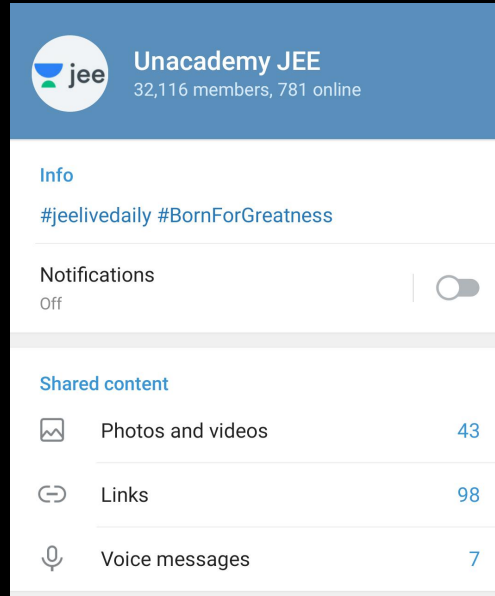 jee
Unacademy JEE
32,116 members, 781 online
Info
#jeelivedaily #BornForGreatness
Notifications
Off
Shared content
Photos and videos 43
Links 98
Voice messages 7